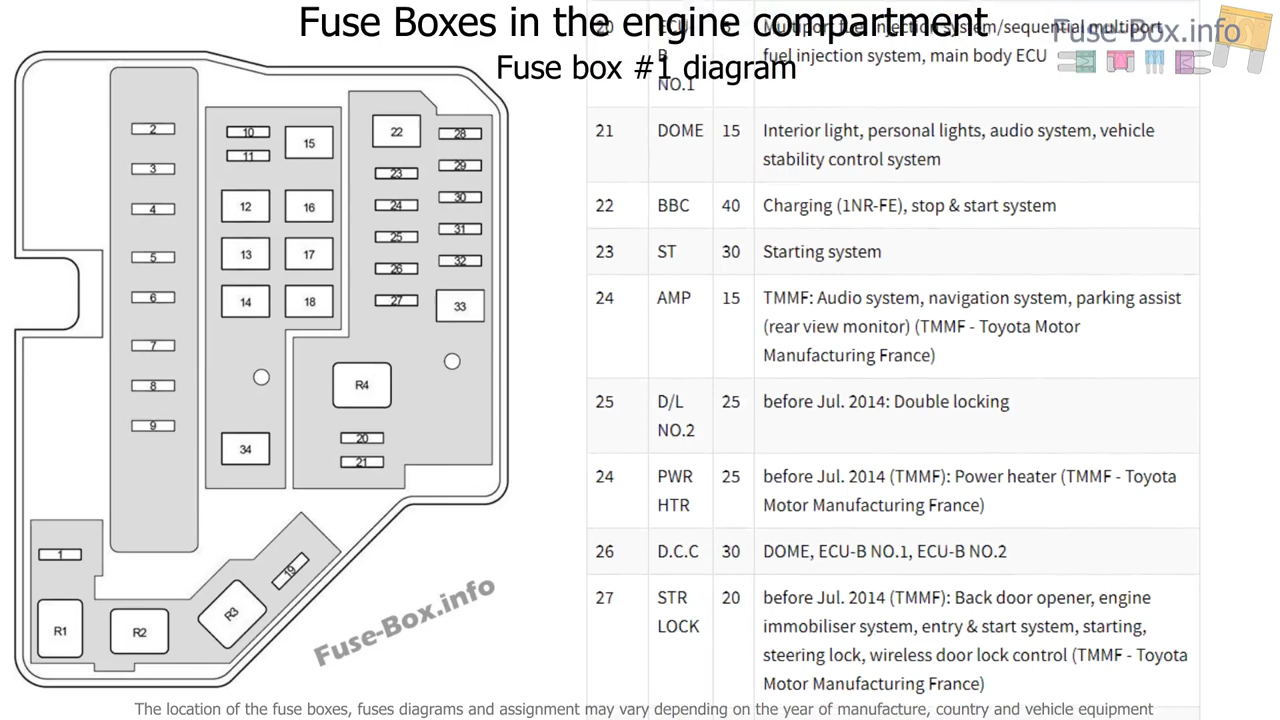 Fuse Boxes in the engine compartment
Fuse box #1 diagram
Fuse-Box.info
2
3
4
5
6
7
8
9
10
11
15
12
16
13
17
14
18
34
22
28
23
29
24
30
25
31
26
32
27
33
R4
20
21
1
19
R1
R2
R3
Fuse-Box.info
20 ECU B NO.1 Multiport fuel injection system/sequential multiport
fuel injection system, main body ECU
21 DOME 15 Interior light, personal lights, audio system, vehicle
stability control system
22 BBC 40 Charging (1NR-FE), stop & start system
23 ST 30 Starting system
24 AMP 15 TMMF: Audio system, navigation system, parking assist
(rear view monitor) (TMMF - Toyota Motor
Manufacturing France)
25 D/L 25 before Jul. 2014: Double locking
NO.2
24 PWR 25 before Jul. 2014 (TMMF): Power heater (TMMF - Toyota
HTR Motor Manufacturing France)
26 D.C.C 30 DOME, ECU-B NO.1, ECU-B NO.2
27 STR 20 before Jul. 2014 (TMMF): Back door opener, engine
LOCK immobiliser system, entry & start system, starting,
steering lock, wireless door lock control (TMMF - Toyota
Motor Manufacturing France)
The location of the fuse boxes, fuses diagrams and assignment may vary depending on the year of manufacture, country and vehicle equipment